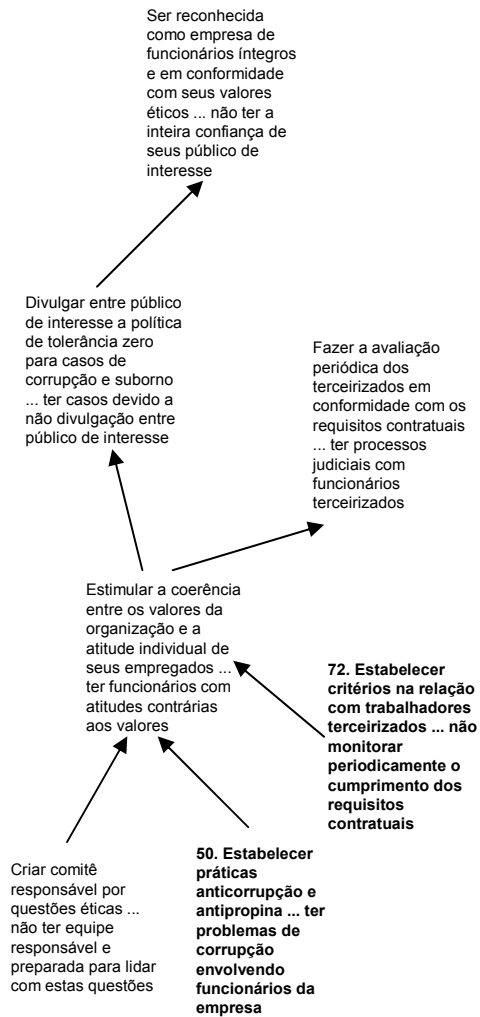 Ser reconhecida
como empresa de
funcionários íntegros
e em conformidade
com seus valores
éticos ... não ter a
inteira confiança de
seus público de
interesse
Divulgar entre público
de interesse a política
de tolerância zero
para casos de
corrupção e suborno
... ter casos devido a
não divulgação entre
público de interesse
Fazer a avaliação
periódica dos
terceirizados em
conformidade com os
requisitos contratuais
... ter processos
judiciais com
funcionários
terceirizados
Estimular a coerência
entre os valores da
organização e a
atitude individual de
seus empregados ...
ter funcionários com
atitudes contrárias
aos valores
72. Estabelecer
critérios na relação
com trabalhadores
terceirizados ... não
monitorar
periodicamente o
cumprimento dos
requisitos
contratuais
Criar comitê
responsável por
questões éticas ...
não ter equipe
responsável e
preparada para lidar
com estas questões
50. Estabelecer
práticas
anticorrupção e
antipropina ... ter
problemas de
corrupção
envolvendo
funcionários da
empresa